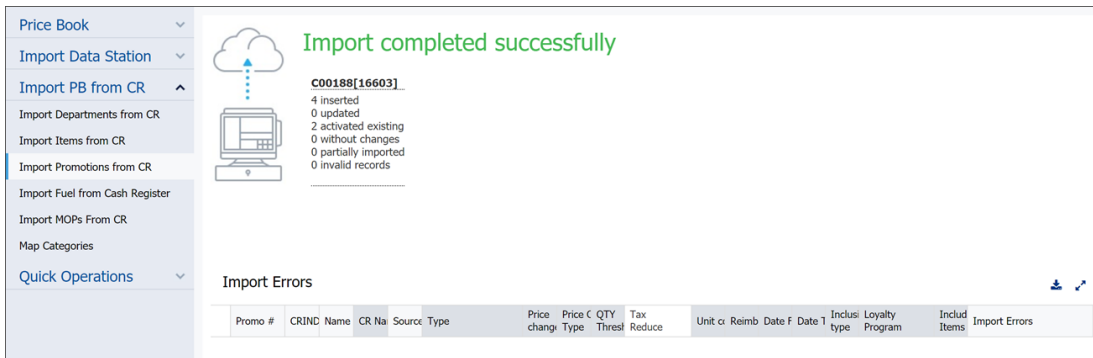 Price Book
Import Data Station
Import PB from CR
Import Departments from CR
Import Items from CR
Import Promotions from CR
Import Fuel from Cash Register
Import MOPs From CR
Map Categories
Quick Operations
Import completed successfully
C00188[16603]
4 inserted
0 updated
2 activated existing
0 without changes
0 partially imported
0 invalid records
Import Errors
Promo # CRIND Name CR Na Source Type Price change Price C Type QTY Thresh Tax Reduce Unit co Reimb Date F Date T Inclusi type Loyalty Program Includ Items Import Errors